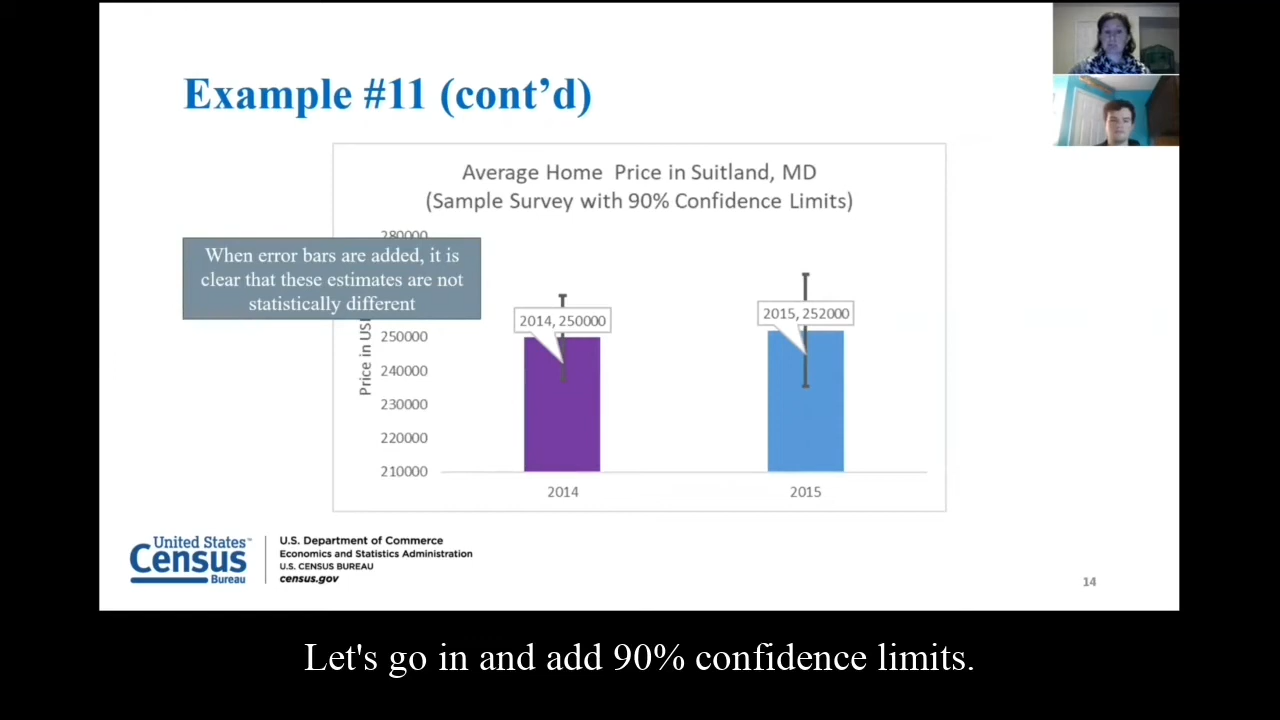 Example #11 (cont’d)
Average Home Price in Suitland, MD
(Sample Survey with 90% Confidence Limits)
280000
When error bars are added, it is
clear that these estimates are not
statistically different
Price in
2014, 250000
2015, 252000
250000
240000
230000
220000
210000
2014
2015
United States™
Census
Bureau
U.S. Department of Commerce
Economics and Statistics Administration
U.S. CENSUS BUREAU
census.gov
14
Let's go in and add 90% confidence limits.